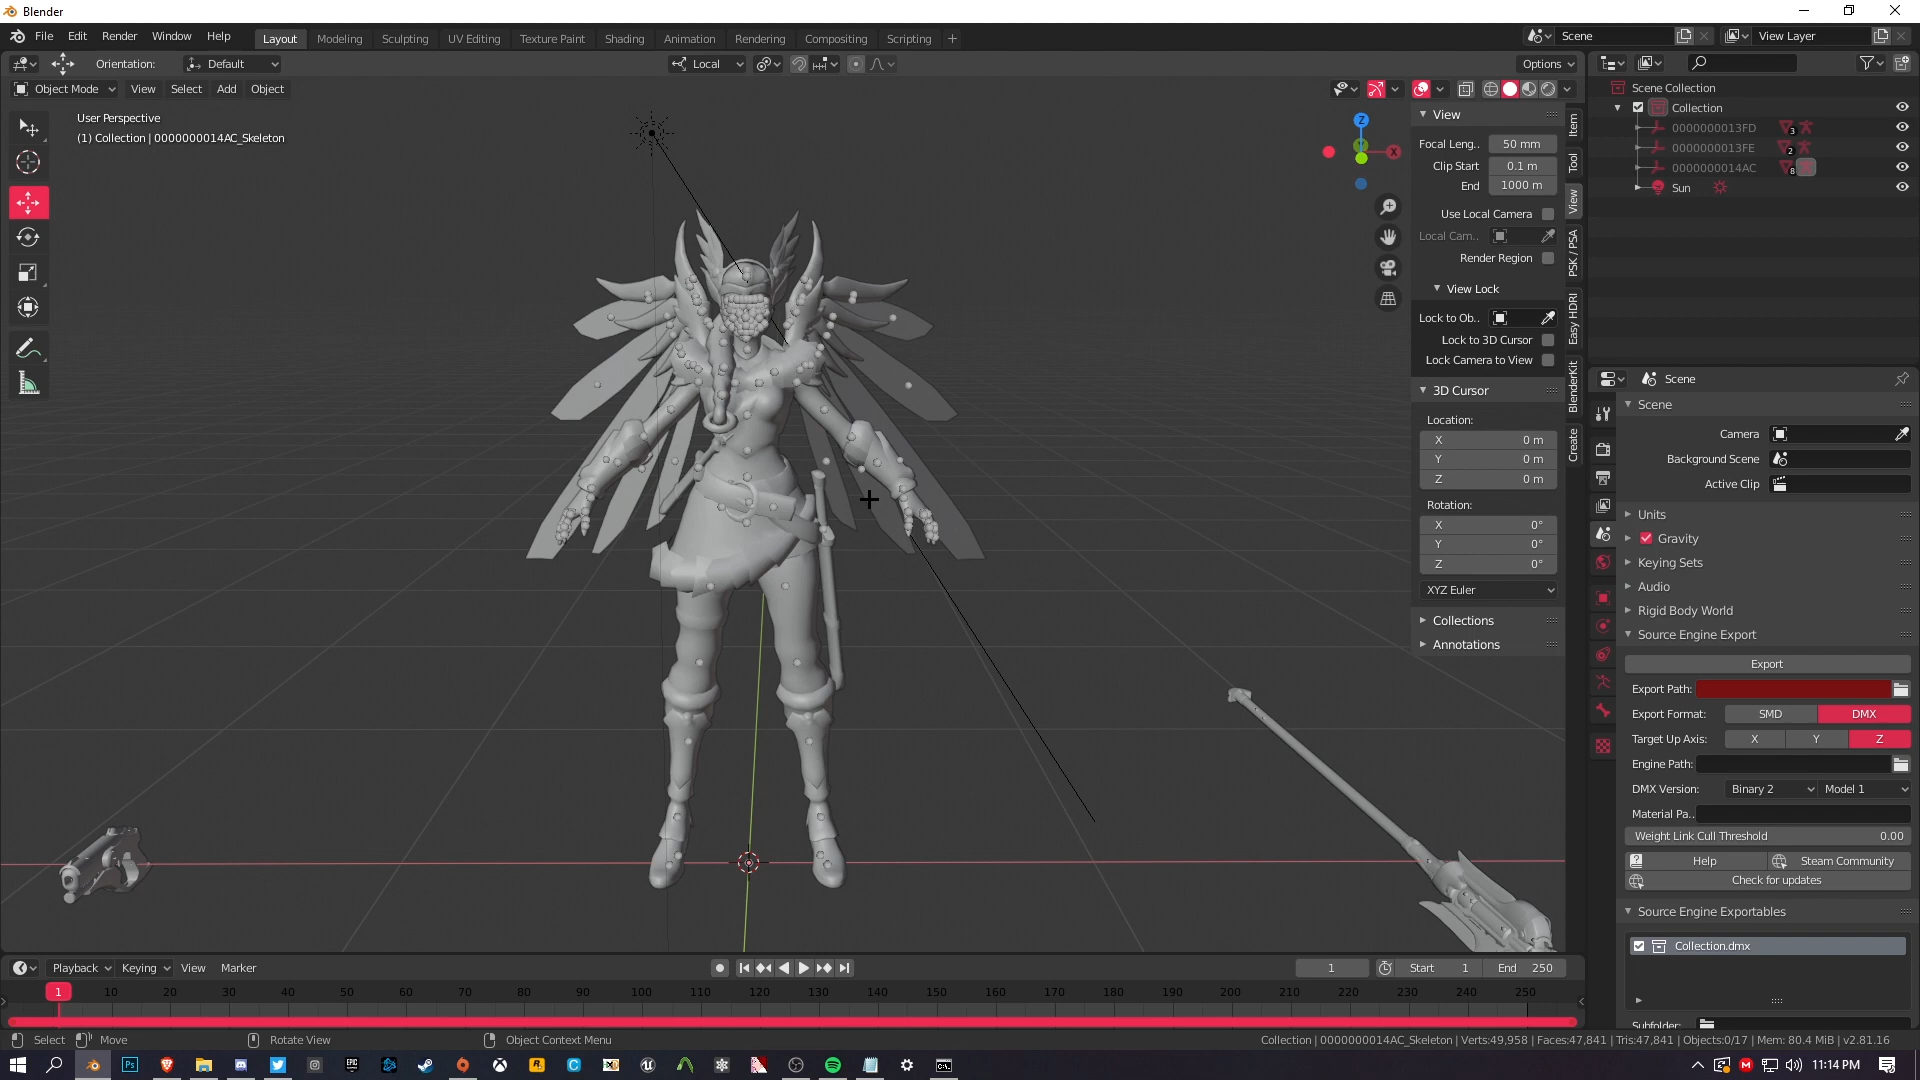 Blender
File Edit Render Window Help
Layout Modeling Sculpting UV Editing Texture Paint Shading Animation Rendering Compositing Scripting +
Scene
View Layer
Orientation: Default
Local
Options
Object Mode View Select Add Object
User Perspective
(1) Collection | 0000000014AC_Skeleton
Z
X
View
Focal Leng.. 50 mm
Clip Start 0.1 m
End 1000 m
Use Local Camera
Local Cam..
Render Region
View Lock
Lock to Ob..
Lock to 3D Cursor
Lock Camera to View
3D Cursor
Location:
X 0 m
Y 0 m
Z 0 m
Rotation:
X 0°
Y 0°
Z 0°
XYZ Euler
Collections
Annotations
Item
Tool
View
PSK / PSA
Easy HDRI
BlenderKit
Create
Scene Collection
Collection
0000000013FD 3
0000000013FE 2
0000000014AC 8
Sun
Scene
Scene
Camera
Background Scene
Active Clip
Units
Gravity
Keying Sets
Audio
Rigid Body World
Source Engine Export
Export
Export Path:
Export Format: SMD DMX
Target Up Axis: X Y Z
Engine Path:
DMX Version: Binary 2 Model 1
Material Pa..
Weight Link Cull Threshold 0.00
Help Steam Community
Check for updates
Source Engine Exportables
Collection.dmx
Subfolder:
Playback Keying View Marker
1 Start 1 End 250
1 10 20 30 40 50 60 70 80 90 100 110 120 130 140 150 160 170 180 190 200 210 220 230 240 250
Select Move Rotate View Object Context Menu
Collection | 0000000014AC_Skeleton | Verts:49,958 | Faces:47,841 | Tris:47,841 | Objects:0/17 | Mem: 80.4 MiB | v2.81.16
Ps
EPIC
R
C
M
11:14 PM